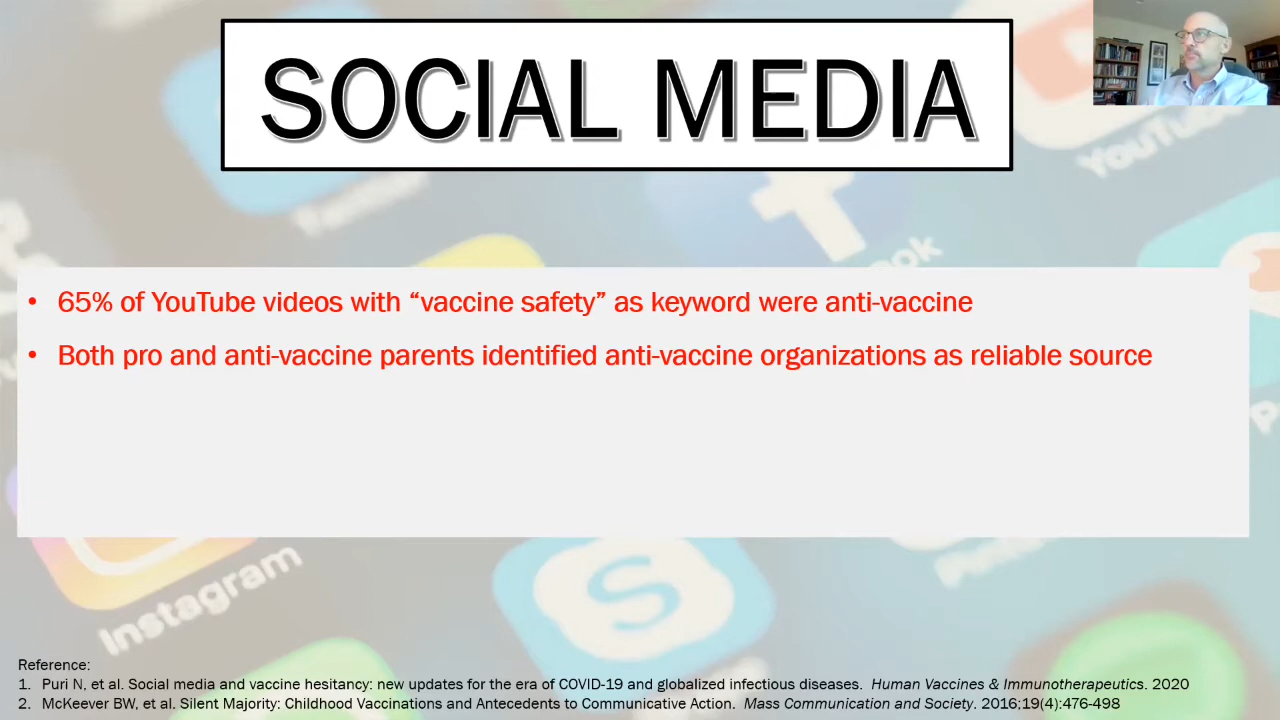 SOCIAL MEDIA
YouTube
• 65% of YouTube videos with “vaccine safety” as keyword were anti-vaccine
• Both pro and anti-vaccine parents identified anti-vaccine organizations as reliable source
Instagram
Reference:
1. Puri N, et al. Social media and vaccine hesitancy: new updates for the era of COVID-19 and globalized infectious diseases. Human Vaccines & Immunotherapeutics. 2020
2. McKeever BW, et al. Silent Majority: Childhood Vaccinations and Antecedents to Communicative Action. Mass Communication and Society. 2016;19(4):476-498